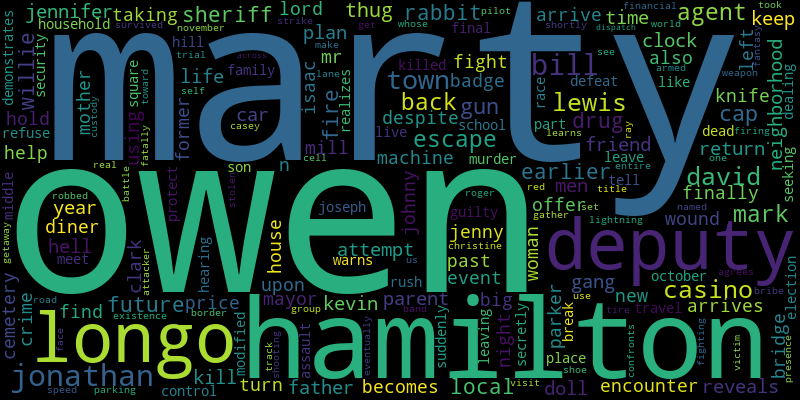 jennifer taking sheriff lord thug rabbit arrive time agent keep
household plan mr clock also
demonstrates security willie mother hill trial square life family isaac fire realizes final killed fight town badge bill left
survived november strike whose shortly pilot financial took dispatch world fantasy
marty
hold refuse using former car self casey across toward get make lane see race defeat armed weapon like knife neighborhood
help custody fatally mill live despite school machine back gun escape lewis drug cap dealing
real cell son n battle murder learns part friend dead firing return
robbed year diner middle stolen protect ray entire one leave tell david seeking
owen
joseph johnny guilty roger red title men earlier offer set finally mark
hell meet clark hearing attacker house attempt warns jenny christine past gather lightning named wound
deputy
getaway cemetery find future price upon us rush event woman gang october agrees casino bribe election
crime road existence border mayor group kevin parent band big night parker new travel arrives
longo
hamilton
jonathan face kill modified track shooting assault eventually suddenly leaving secretly break use tire confronts fighting victim bridge presence
speed parking control turn father becomes local visit doll place shoe encounter reveals